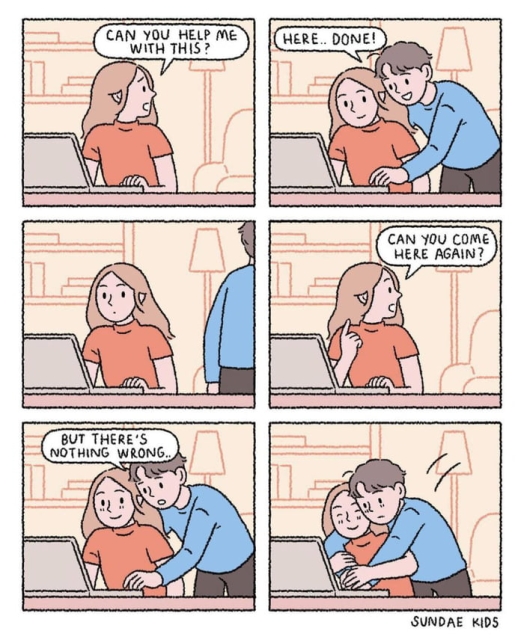 CAN YOU HELP ME
WITH THIS?
HERE.. DONE!
CAN YOU COME
HERE AGAIN?
BUT THERE'S
NOTHING WRONG..
SUNDAE KIDS